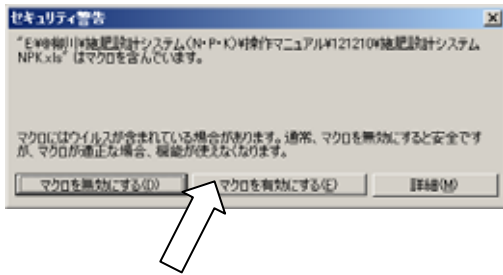 セキュリティ警告
"E:¥御柳川¥施肥設計システム(N・P・K)¥操作マニュアル¥121210¥施肥設計システム
NPK.xls" はマクロを含んでいます。
マクロにはウイルスが含まれている場合があります。通常、マクロを無効にすると安全です
が、マクロが適正な場合、機能が使えなくなります。
マクロを無効にする(D)
マクロを有効にする(E)
詳細(M)